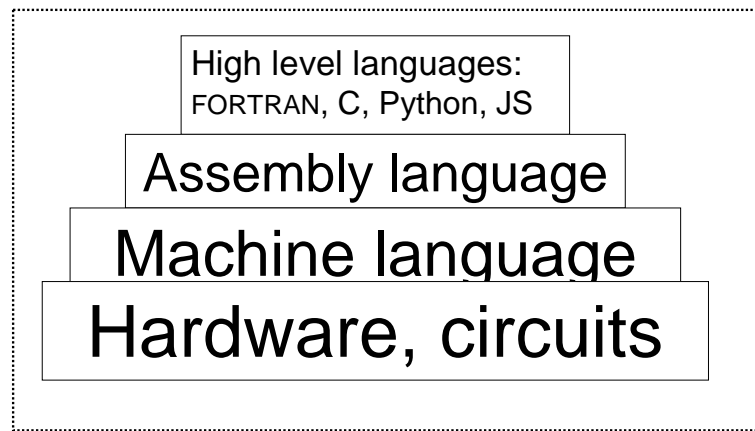 High level languages:
FORTRAN, C, Python, JS
Assembly language
Machine language
Hardware, circuits